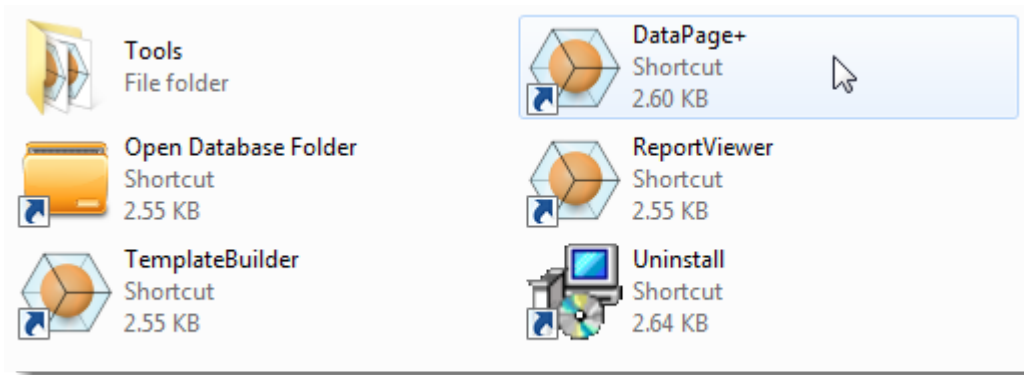 Tools
File folder
DataPage+
Shortcut
2.60 KB
Open Database Folder
Shortcut
2.55 KB
ReportViewer
Shortcut
2.55 KB
TemplateBuilder
Shortcut
2.55 KB
Uninstall
Shortcut
2.64 KB